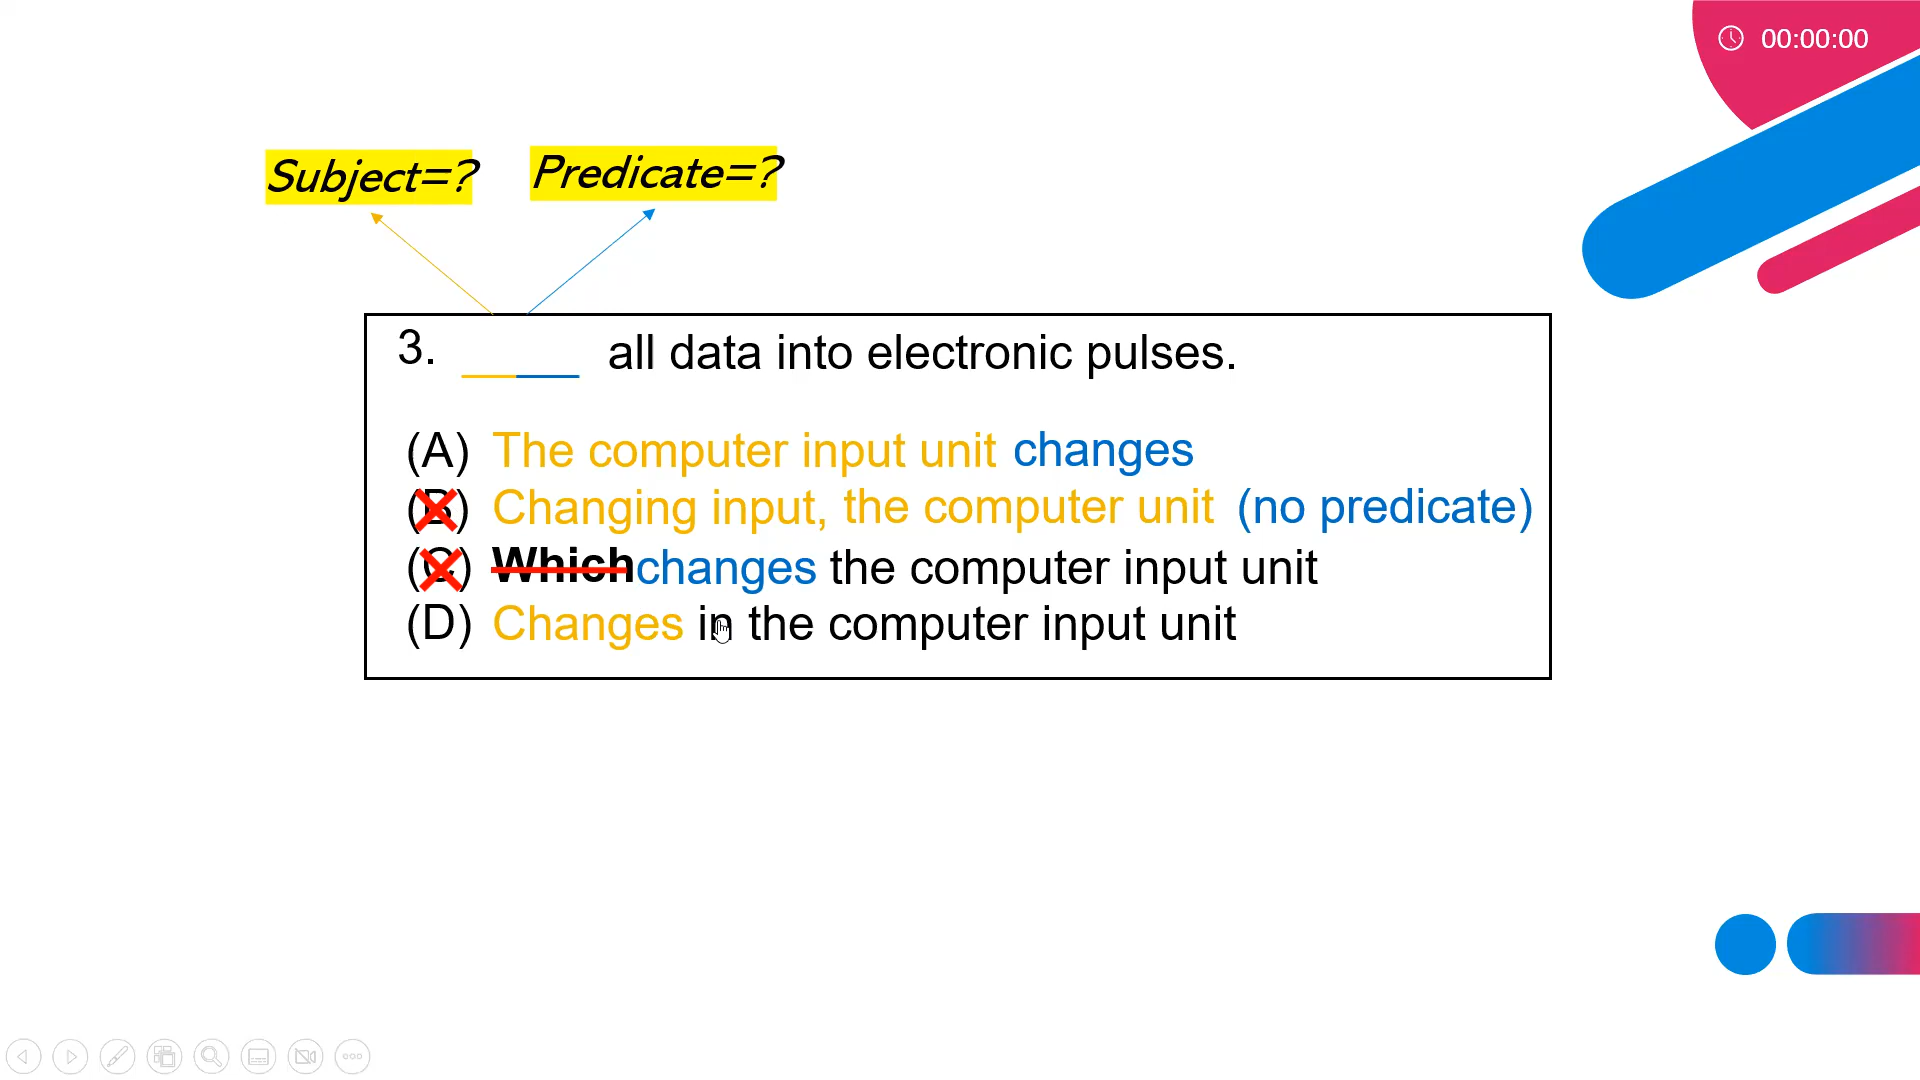 00:00:00
Subject=? Predicate=?
3. ____ all data into electronic pulses.
(A) The computer input unit changes
(B) Changing input, the computer unit (no predicate)
(C) Which changes the computer input unit
(D) Changes in the computer input unit